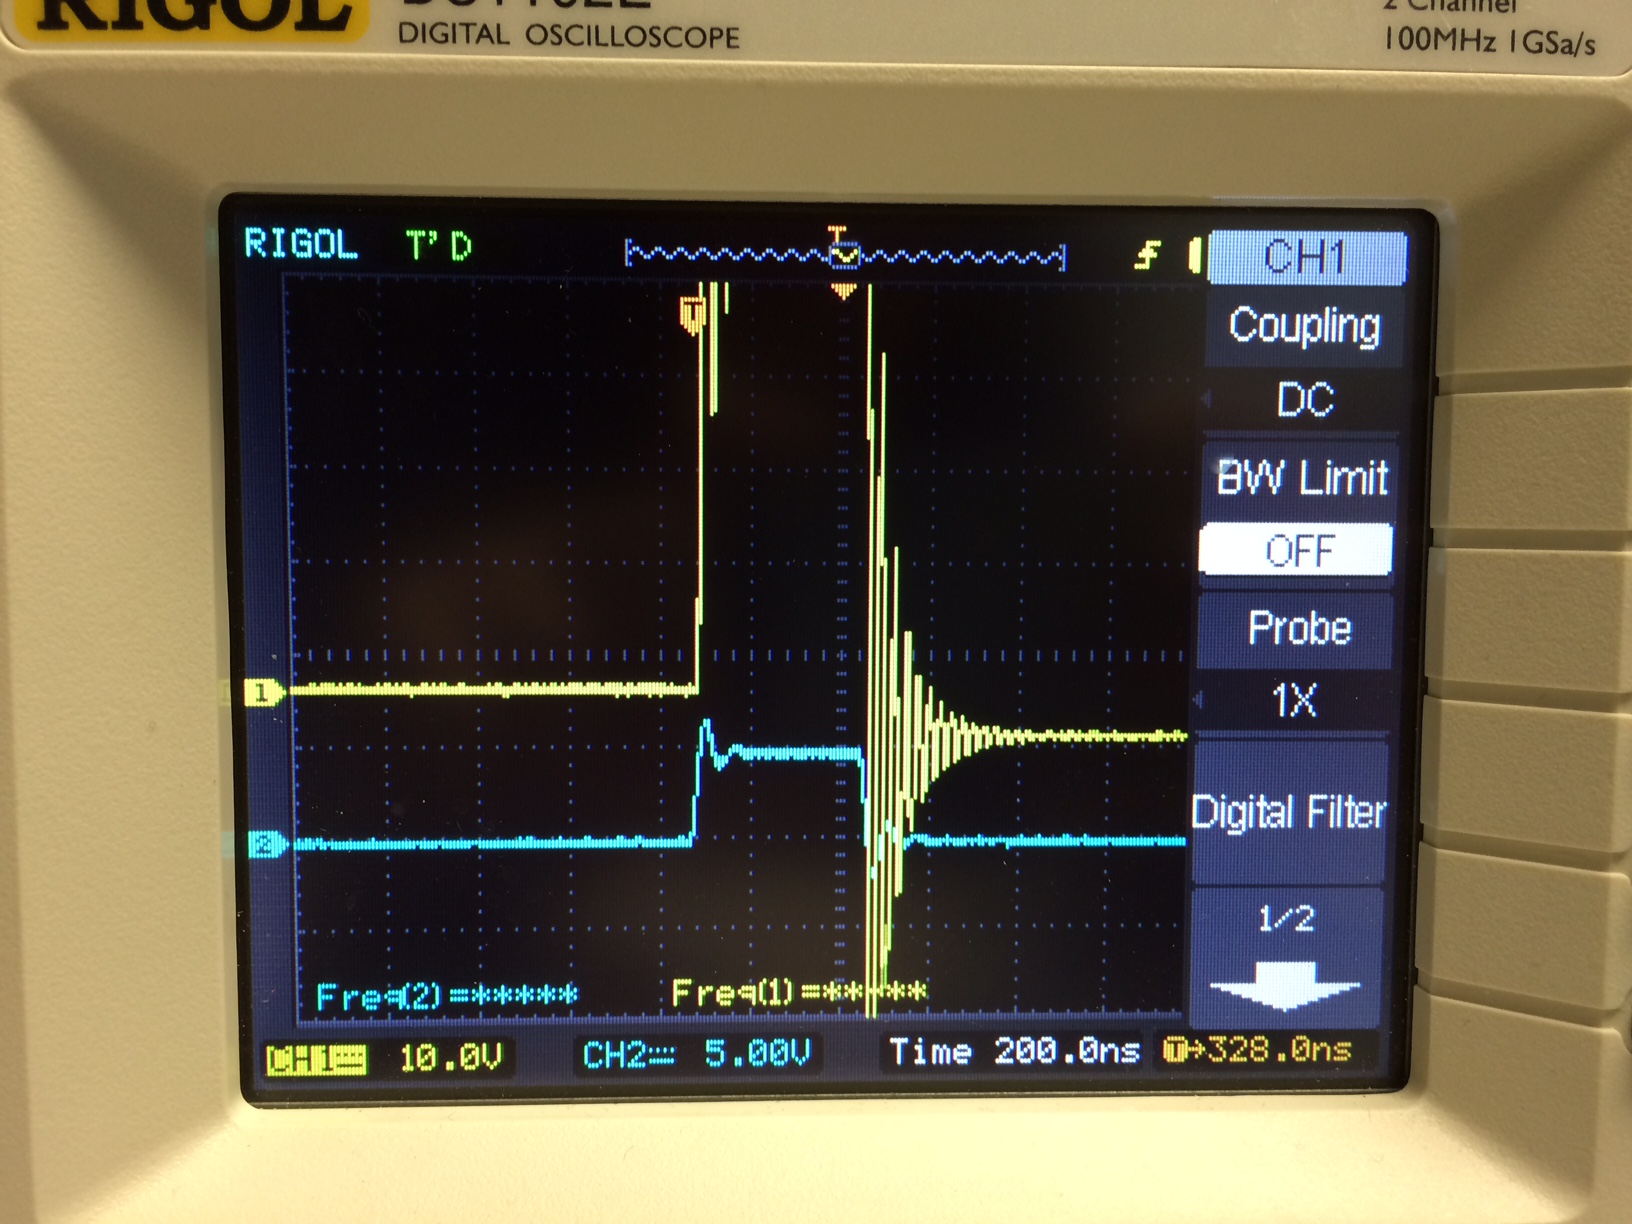 RIGOL
DIGITAL OSCILLOSCOPE
2 Channel
100MHz 1GSa/s
RIGOL T'D
T
CH1
T
Coupling
DC
BW Limit
OFF
Probe
1
1X
2
Digital Filter
1/2
Freq(2)=***** Freq(1)=*****
CH1 10.0V CH2 5.00V Time 200.0ns T→328.0ns